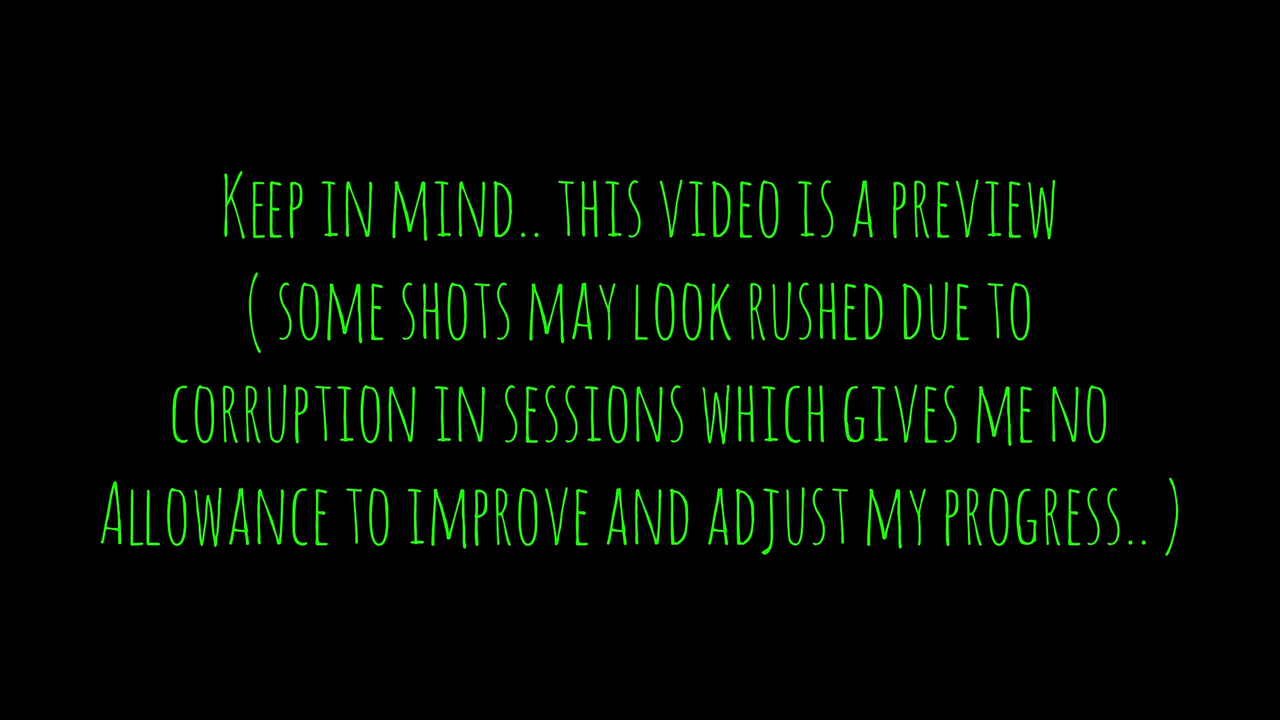 Keep in mind.. this video is a preview
( some shots may look rushed due to
corruption in sessions which gives me no
Allowance to improve and adjust my progress.. )